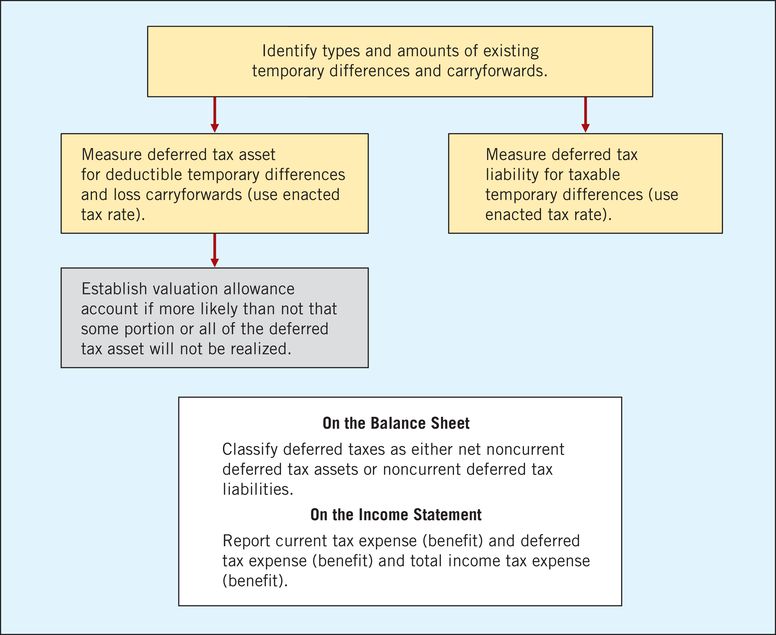 Identify types and amounts of existing
temporary differences and carryforwards.
Measure deferred tax asset
for deductible temporary differences
and loss carryforwards (use enacted
tax rate).
Measure deferred tax
liability for taxable
temporary differences (use
enacted tax rate).
Establish valuation allowance
account if more likely than not that
some portion or all of the deferred
tax asset will not be realized.
On the Balance Sheet
Classify deferred taxes as either net noncurrent
deferred tax assets or noncurrent deferred tax
liabilities.
On the Income Statement
Report current tax expense (benefit) and deferred
tax expense (benefit) and total income tax expense
(benefit).